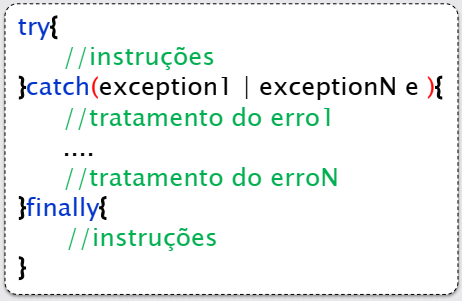 try{
//instruções
}catch(exception1 | exceptionN e ){
//tratamento do erro1
....
//tratamento do erroN
}finally{
//instruções
}